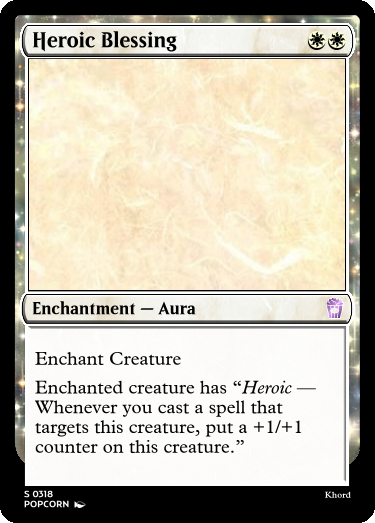 Heroic Blessing
Enchantment — Aura
Enchant Creature
Enchanted creature has “Heroic —
Whenever you cast a spell that
targets this creature, put a +1/+1
counter on this creature.”
S 0318
POPCORN
Khord